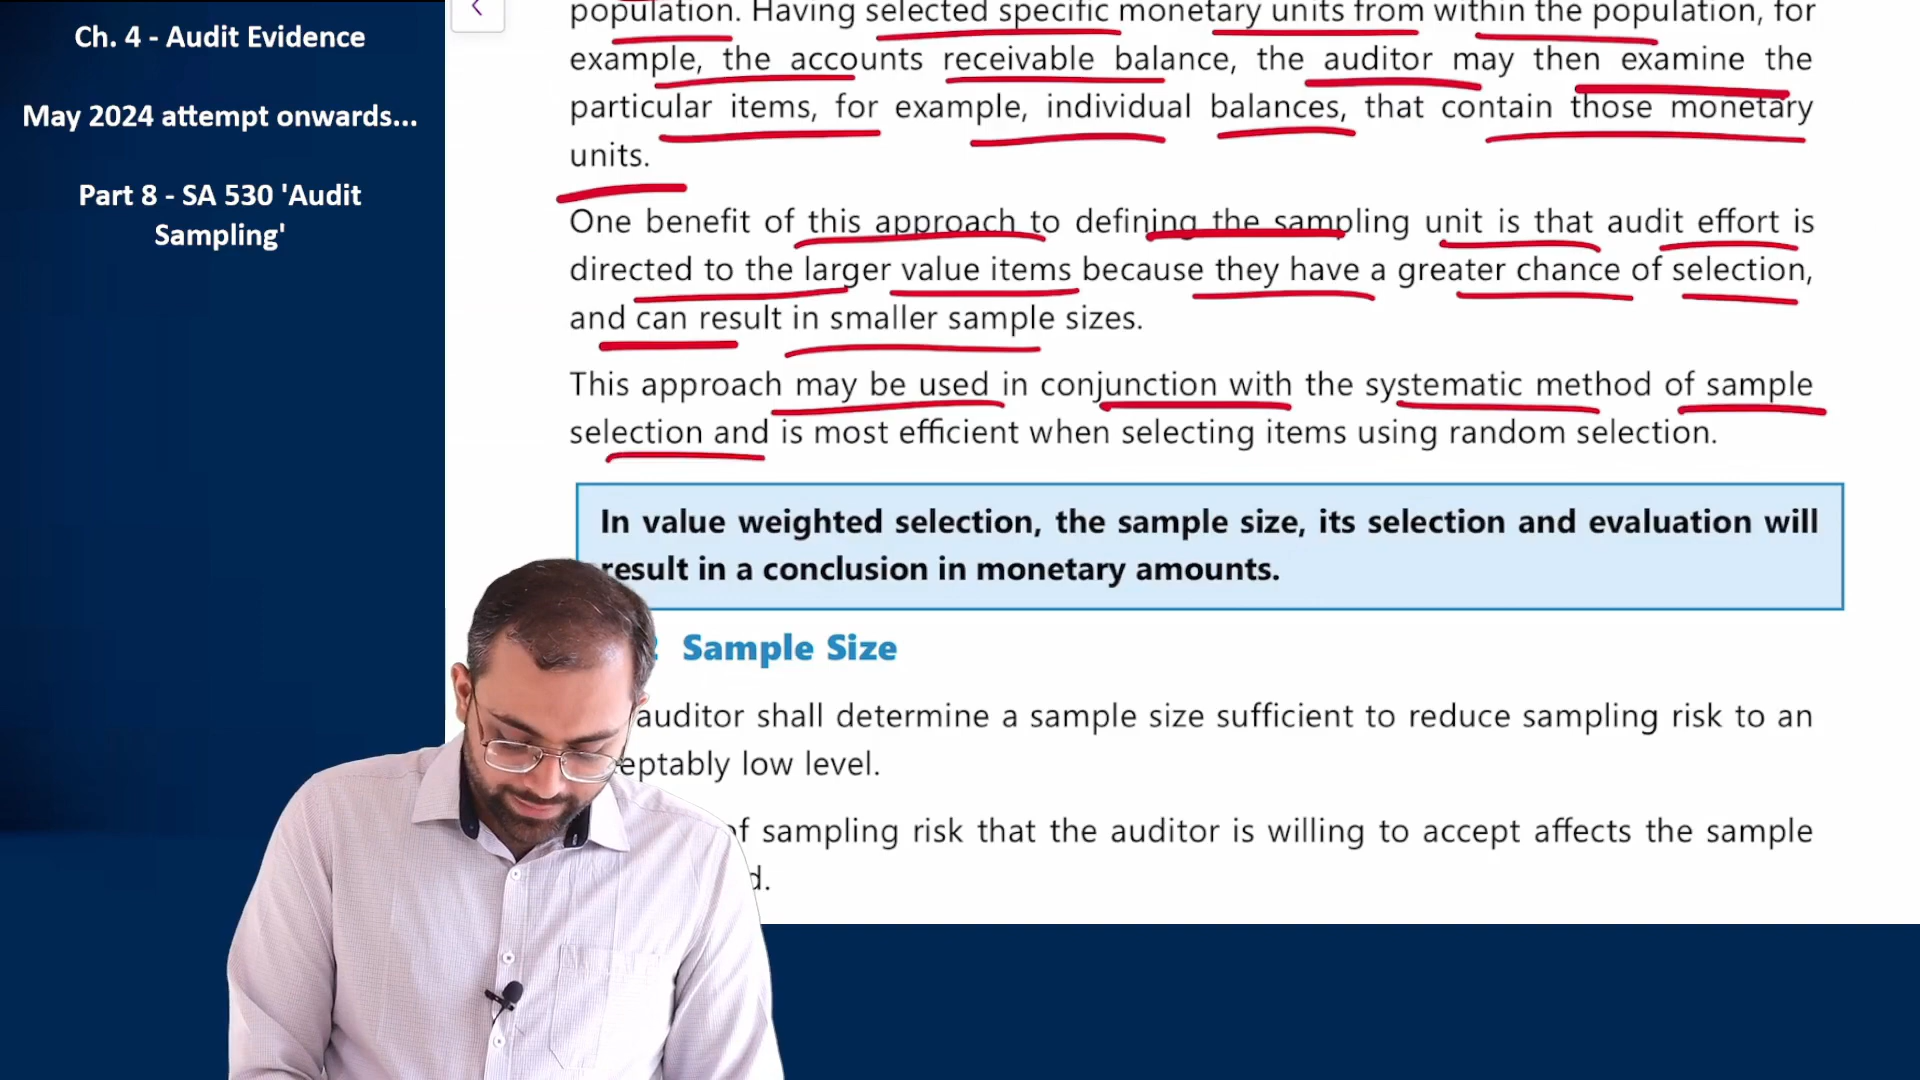 Ch. 4 - Audit Evidence
May 2024 attempt onwards...
Part 8 - SA 530 'Audit
Sampling'
population. Having selected specific monetary units from within the population, for
example, the accounts receivable balance, the auditor may then examine the
particular items, for example, individual balances, that contain those monetary
units.
One benefit of this approach to defining the sampling unit is that audit effort is
directed to the larger value items because they have a greater chance of selection,
and can result in smaller sample sizes.
This approach may be used in conjunction with the systematic method of sample
selection and is most efficient when selecting items using random selection.
In value weighted selection, the sample size, its selection and evaluation will
result in a conclusion in monetary amounts.
Sample Size
auditor shall determine a sample size sufficient to reduce sampling risk to an
low level.
of sampling risk that the auditor is willing to accept affects the sample